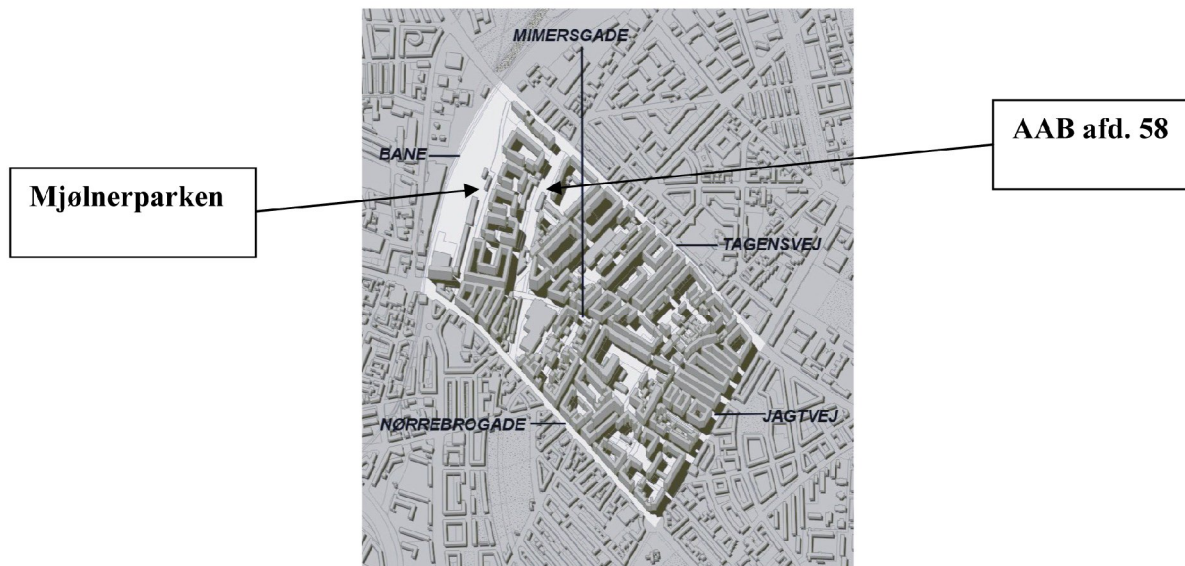 MIMERSGADE
AAB afd. 58
BANE
Mjølnerparken
TAGENSVEJ
NØRREBROGADE
JAGTVEJ